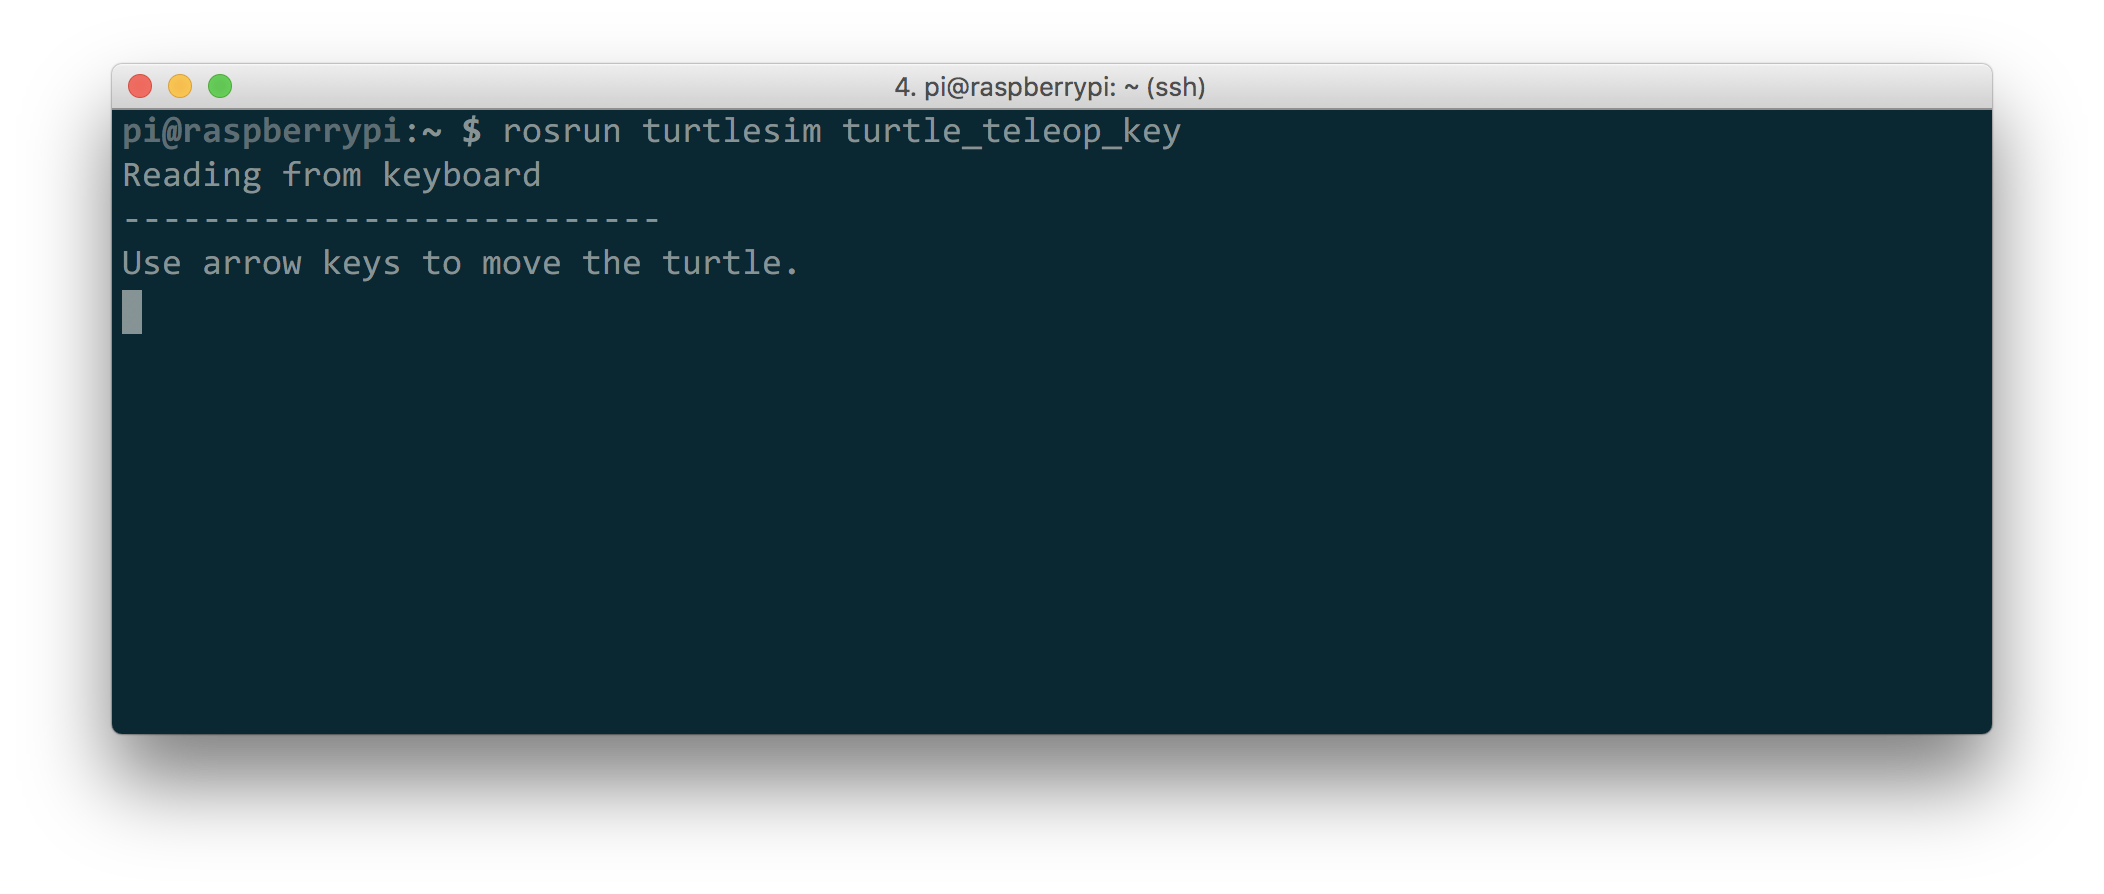 4. pi@raspberrypi: ~ (ssh)
pi@raspberrypi:~ $ rosrun turtlesim turtle_teleop_key
Reading from keyboard
---------------------------
Use arrow keys to move the turtle.